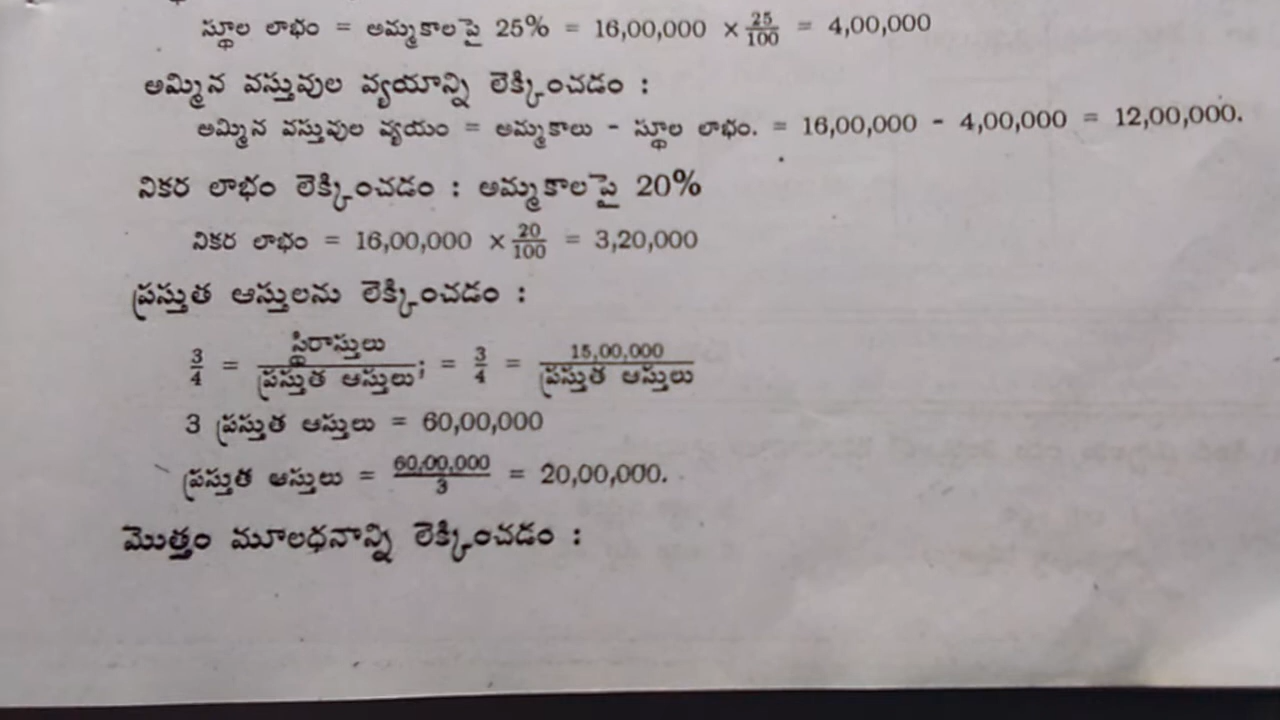 స్థూల లాభం = అమ్మకాలపై 25% = 16,00,000 × 25/100 = 4,00,000
అమ్మిన వస్తువుల వ్యయాన్ని లెక్కించడం :
అమ్మిన వస్తువుల వ్యయం = అమ్మకాలు - స్థూల లాభం. = 16,00,000 - 4,00,000 = 12,00,000.
నికర లాభం లెక్కించడం : అమ్మకాలపై 20%
నికర లాభం = 16,00,000 × 20/100 = 3,20,000
ప్రస్తుత ఆస్తులను లెక్కించడం :
3/4 = స్థిరాస్తులు/ప్రస్తుత ఆస్తులు ; = 3/4 = 15,00,000/ప్రస్తుత ఆస్తులు
3 ప్రస్తుత ఆస్తులు = 60,00,000
ప్రస్తుత ఆస్తులు = 60,00,000/3 = 20,00,000.
మొత్తం మూలధనాన్ని లెక్కించడం :